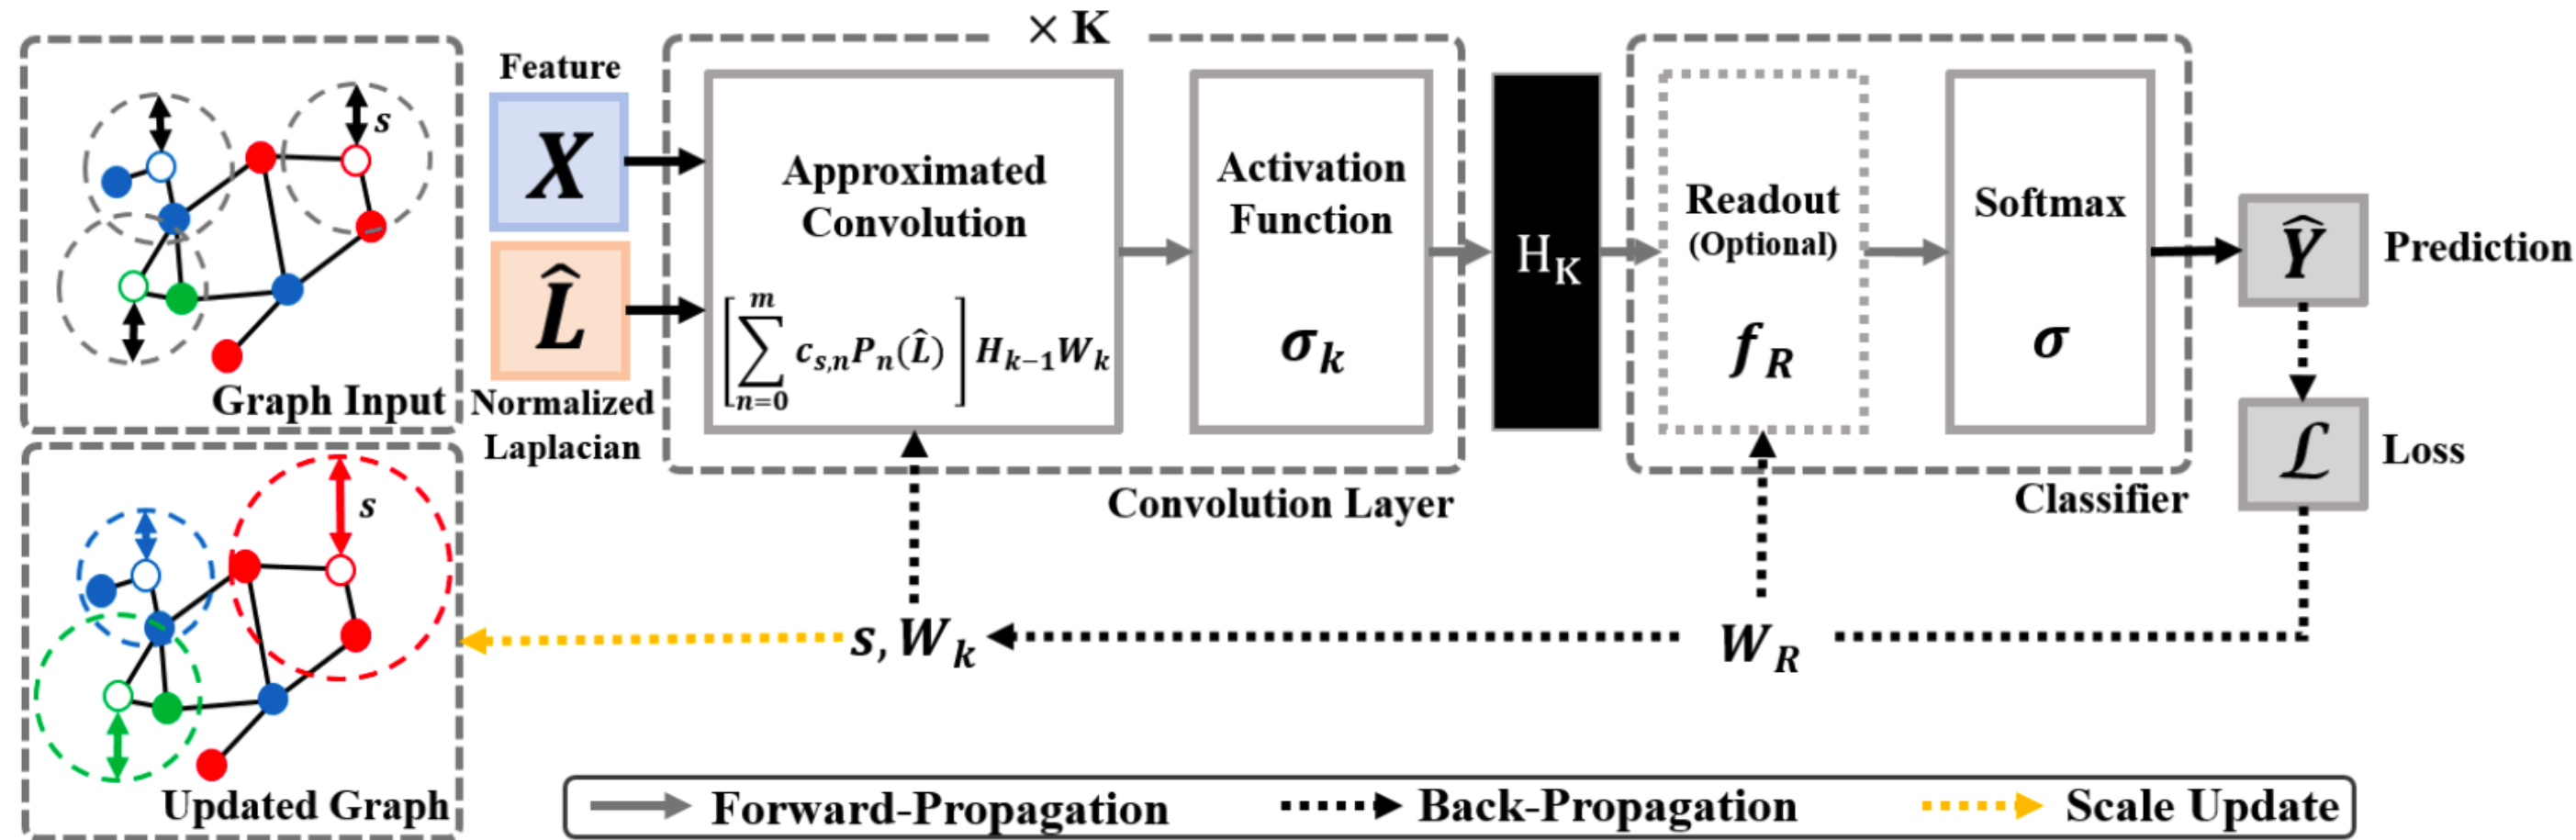 × K
Feature
X
s
Approximated
Convolution
[∑ᵐₙ₌₀ c_{s,n}P_n(L̂)] H_{k−1}W_k
Activation
Function
σ_k
H_K
Readout
(Optional)
f_R
Softmax
σ
Ŷ
Prediction
L̂
Graph Input
Normalized
Laplacian
ℒ
Loss
Convolution Layer
Classifier
s
s, W_k
W_R
Updated Graph
Forward-Propagation
Back-Propagation
Scale Update